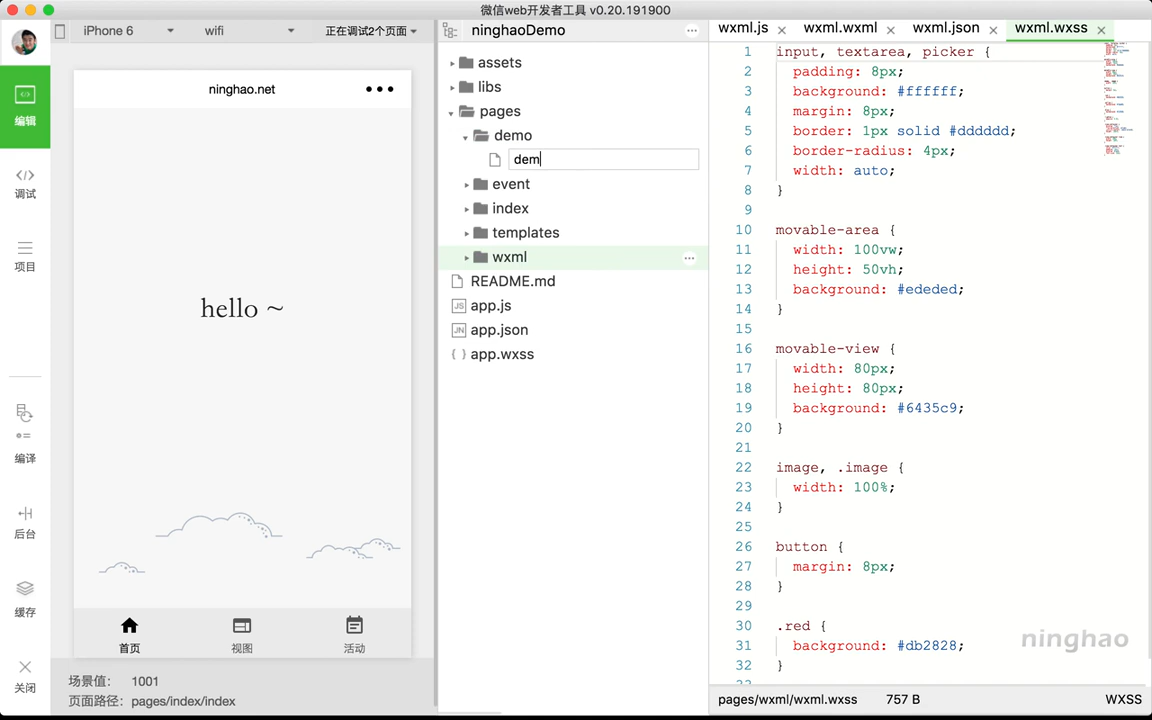 微信web开发者工具 v0.20.191900
iPhone 6
wifi
正在调试2个页面
编辑
调试
项目
编译
后台
缓存
关闭
ninghao.net
hello ~
首页
视图
活动
场景值: 1001
页面路径: pages/index/index
ninghaoDemo
assets
libs
pages
demo
dem
event
index
templates
wxml
README.md
JS app.js
JN app.json
{ } app.wxss
wxml.js
wxml.wxml
wxml.json
wxml.wxss
1 input, textarea, picker {
2 padding: 8px;
3 background: #ffffff;
4 margin: 8px;
5 border: 1px solid #dddddd;
6 border-radius: 4px;
7 width: auto;
8 }
9
10 movable-area {
11 width: 100vw;
12 height: 50vh;
13 background: #ededed;
14 }
15
16 movable-view {
17 width: 80px;
18 height: 80px;
19 background: #6435c9;
20 }
21
22 image, .image {
23 width: 100%;
24 }
25
26 button {
27 margin: 8px;
28 }
29
30 .red {
31 background: #db2828;
32 }
ninghao
pages/wxml/wxml.wxss
757 B
WXSS